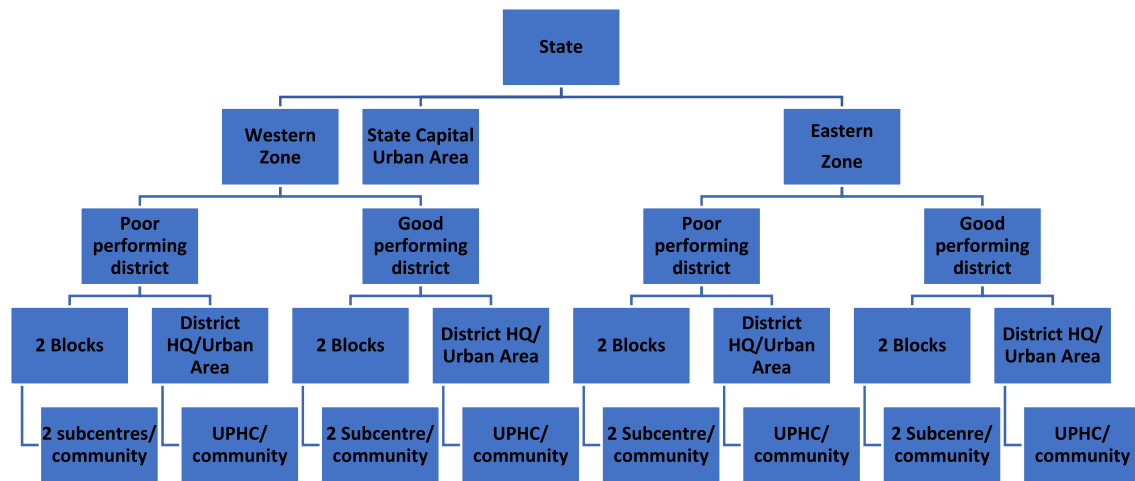 State
Western
Zone
State Capital
Urban Area
Eastern
Zone
Poor
performing
district
Good
performing
district
Poor
performing
district
Good
performing
district
2 Blocks
District
HQ/Urban
Area
2 Blocks
District HQ/
Urban Area
2 Blocks
District
HQ/Urban
Area
2 Blocks
District HQ/
Urban Area
2 subcentres/
community
UPHC/
community
2 Subcentre/
community
UPHC/
community
2 Subcentre/
community
UPHC/
community
2 Subcenre/
community
UPHC/
community